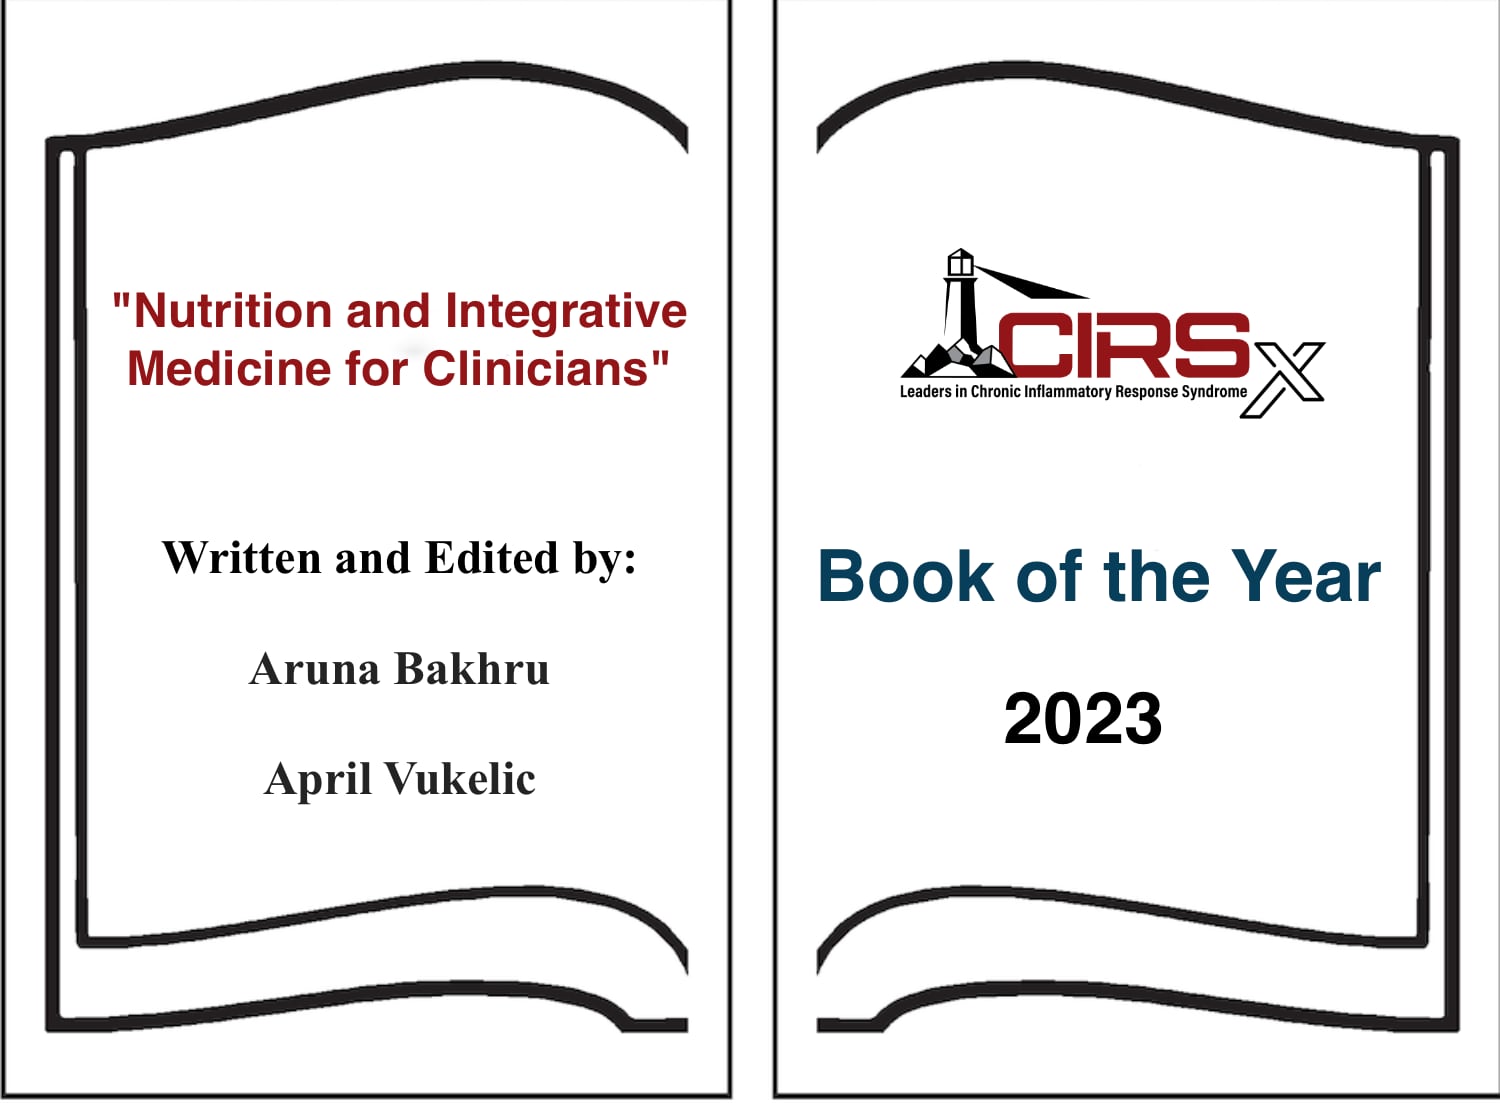 "Nutrition and Integrative
Medicine for Clinicians"
Written and Edited by:
Aruna Bakhru
April Vukelic
CIRSX
Leaders in Chronic Inflammatory Response Syndrome
Book of the Year
2023